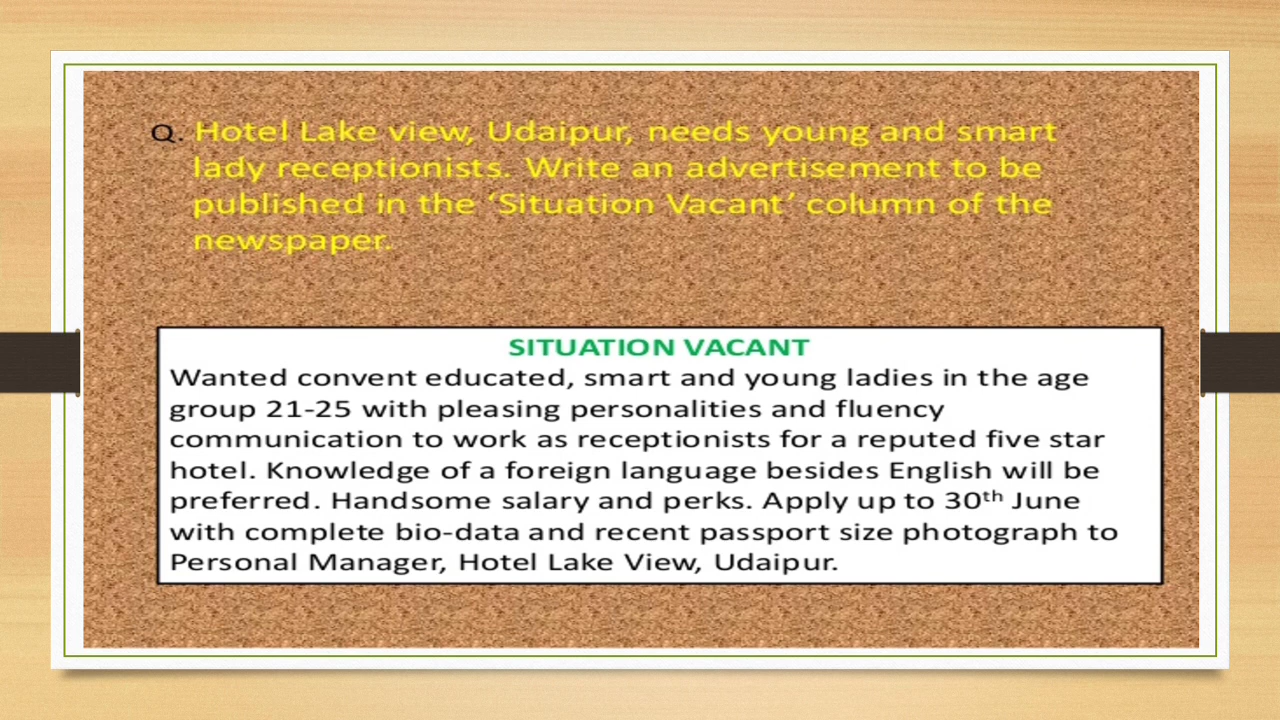 Q. Hotel Lake view, Udaipur, needs young and smart
lady receptionists. Write an advertisement to be
published in the ‘Situation Vacant’ column of the
newspaper.
SITUATION VACANT
Wanted convent educated, smart and young ladies in the age
group 21-25 with pleasing personalities and fluency
communication to work as receptionists for a reputed five star
hotel. Knowledge of a foreign language besides English will be
preferred. Handsome salary and perks. Apply up to 30th June
with complete bio-data and recent passport size photograph to
Personal Manager, Hotel Lake View, Udaipur.